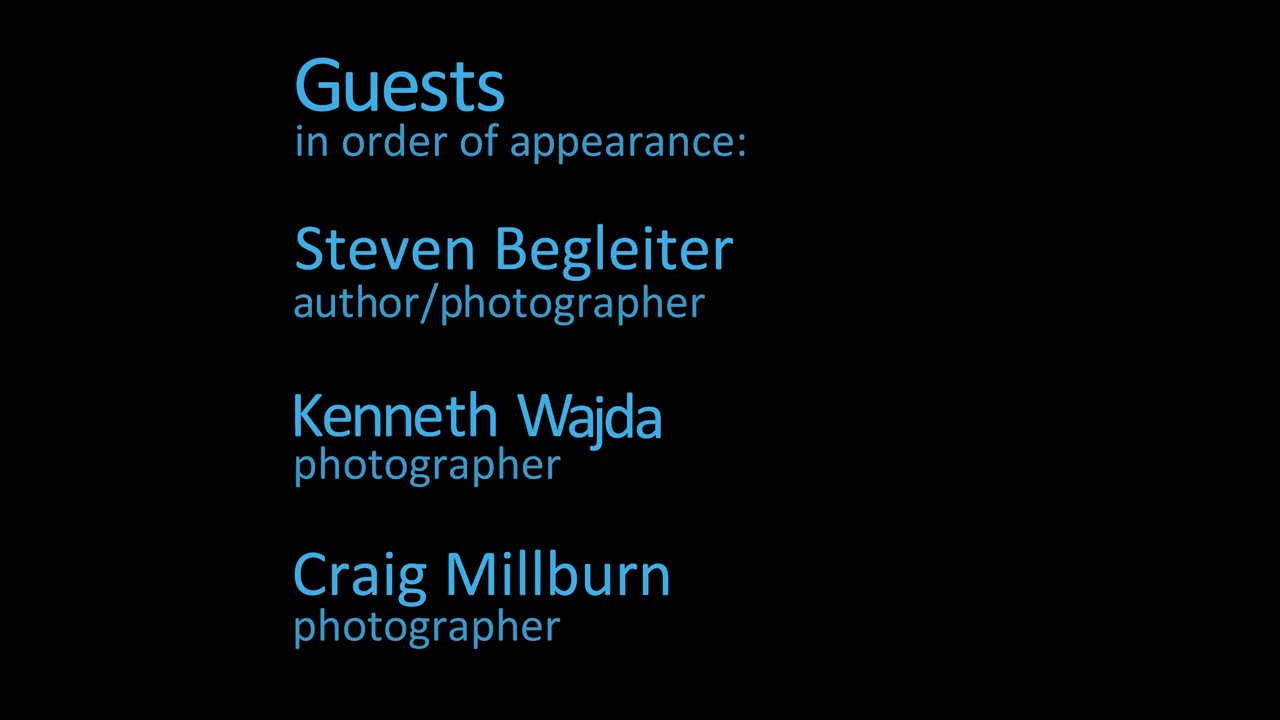 Guests
in order of appearance:
Steven Begleiter
author/photographer
Kenneth Wajda
photographer
Craig Millburn
photographer